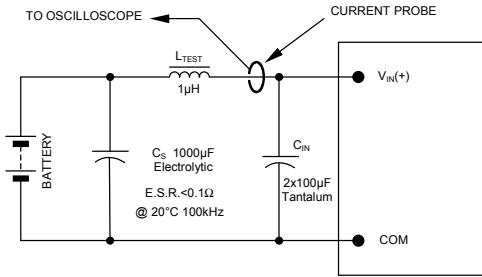 TO OSCILLOSCOPE
CURRENT PROBE
LTEST
1µH
VIN(+)
BATTERY
CS 1000µF
Electrolytic
E.S.R.<0.1Ω
@ 20°C 100kHz
CIN
2x100µF
Tantalum
COM